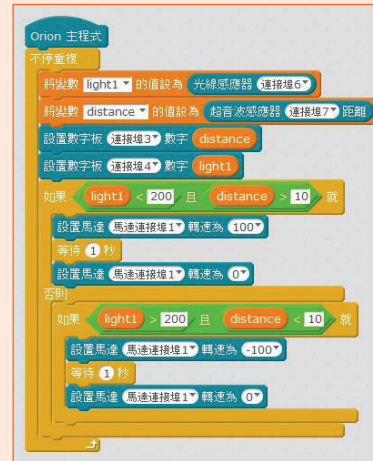 Orion 主程式
不停重複
將變數 light1 的值設為 光線感應器 連接埠6
將變數 distance 的值設為 超音波感應器 連接埠7 距離
設置數字板 連接埠3 數字 distance
設置數字板 連接埠4 數字 light1
如果 light1 < 200 且 distance > 10 就
設置馬達 馬達連接埠1 轉速為 100
等待 1 秒
設置馬達 馬達連接埠1 轉速為 0
否則
如果 light1 > 200 且 distance < 10 就
設置馬達 馬達連接埠1 轉速為 -100
等待 1 秒
設置馬達 馬達連接埠1 轉速為 0